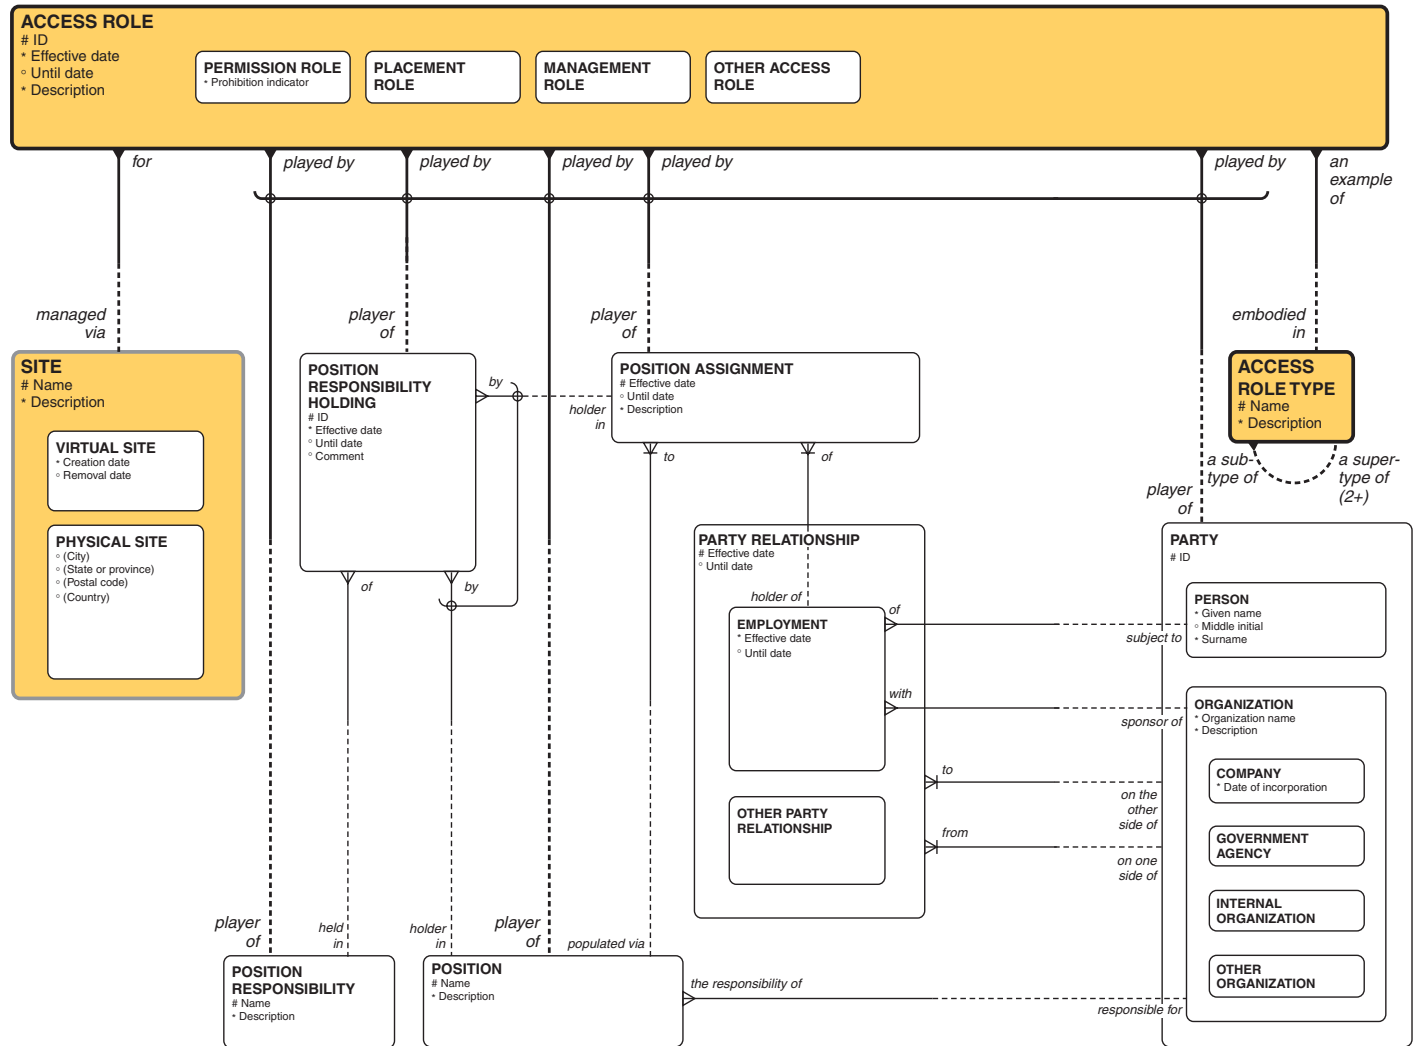 ACCESS ROLE
# ID
* Effective date
° Until date
* Description
PERMISSION ROLE
* Prohibition indicator
PLACEMENT
ROLE
MANAGEMENT
ROLE
OTHER ACCESS
ROLE
for
played by
played by
played by
played by
played by
an
example
of
managed
via
player
of
player
of
embodied
in
SITE
# Name
* Description
VIRTUAL SITE
* Creation date
° Removal date
PHYSICAL SITE
° (City)
° (State or province)
° (Postal code)
° (Country)
POSITION
RESPONSIBILITY
HOLDING
# ID
* Effective date
° Until date
° Comment
by
holder
in
of
by
POSITION ASSIGNMENT
# Effective date
° Until date
* Description
to
of
ACCESS
ROLE TYPE
# Name
* Description
a sub-
type of
a super-
type of
(2+)
player
of
PARTY RELATIONSHIP
# Effective date
° Until date
holder of
EMPLOYMENT
* Effective date
° Until date
of
subject to
with
sponsor of
OTHER PARTY
RELATIONSHIP
to
on the
other
side of
from
on one
side of
PARTY
# ID
PERSON
* Given name
° Middle initial
* Surname
ORGANIZATION
* Organization name
* Description
COMPANY
* Date of incorporation
GOVERNMENT
AGENCY
INTERNAL
ORGANIZATION
OTHER
ORGANIZATION
player
of
held
in
holder
in
player
of
populated via
POSITION
RESPONSIBILITY
# Name
* Description
POSITION
# Name
* Description
the responsibility of
responsible for